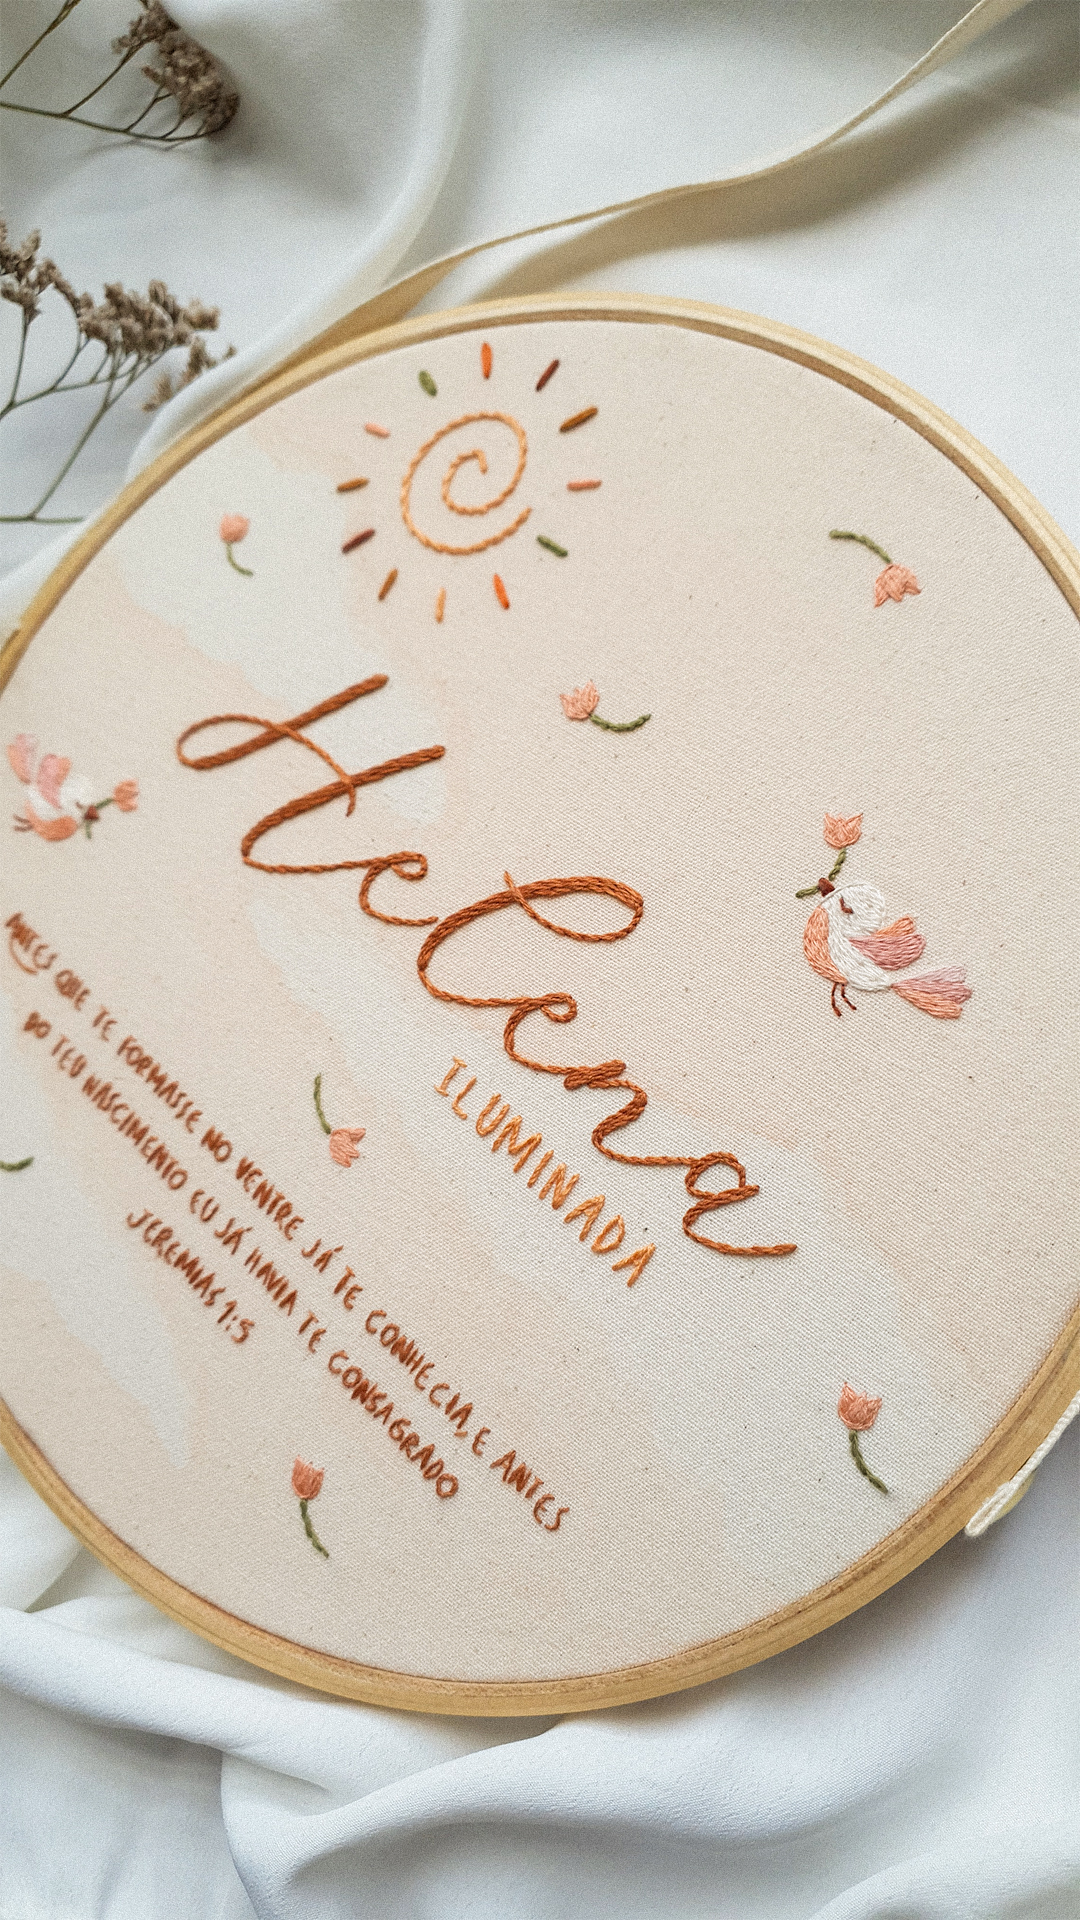 Helena
ILUMINADA
ANTES QUE TE FORMASSE NO VENTRE JÁ TE CONHECIA, E ANTES
DO TEU NASCIMENTO EU JÁ HAVIA TE CONSAGRADO
JEREMIAS 1:5